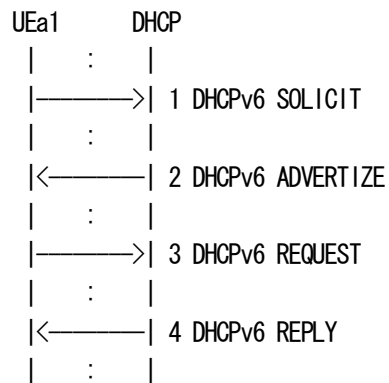 UEa1 DHCP
| : |
|------->| 1 DHCPv6 SOLICIT
| : |
|<-------| 2 DHCPv6 ADVERTIZE
| : |
|------->| 3 DHCPv6 REQUEST
| : |
|<-------| 4 DHCPv6 REPLY
| : |